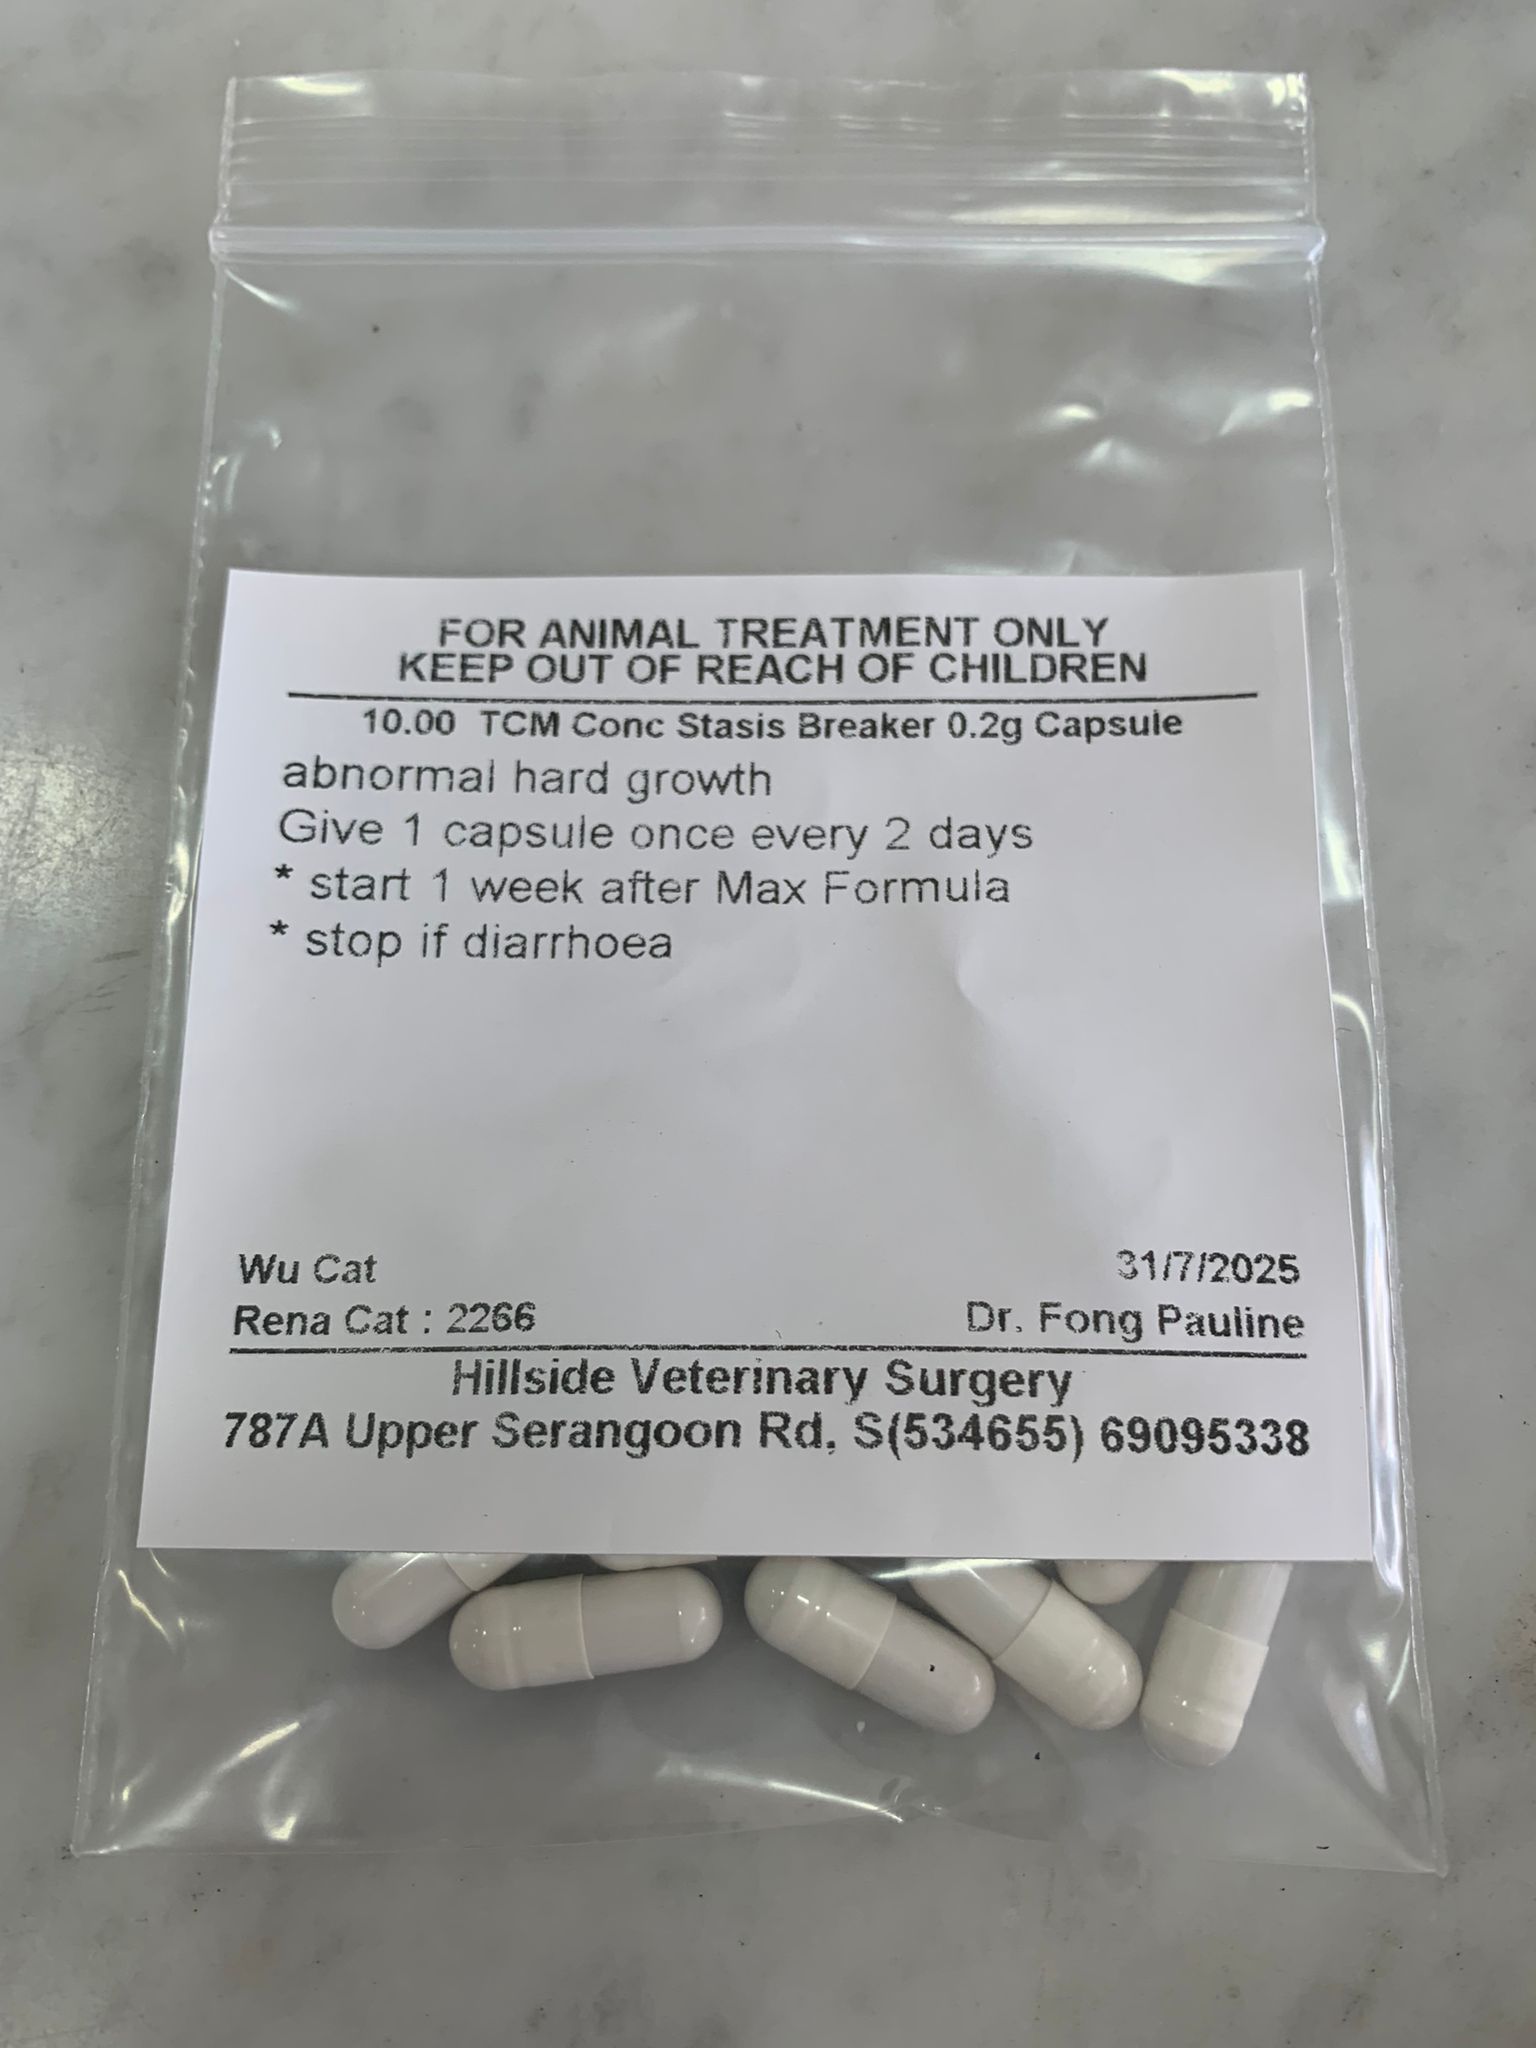 FOR ANIMAL TREATMENT ONLY
KEEP OUT OF REACH OF CHILDREN
10.00 TCM Conc Stasis Breaker 0.2g Capsule
abnormal hard growth
Give 1 capsule once every 2 days
* start 1 week after Max Formula
* stop if diarrhoea
Wu Cat 31/7/2025
Rena Cat : 2266 Dr. Fong Pauline
Hillside Veterinary Surgery
787A Upper Serangoon Rd, S(534655) 69095338